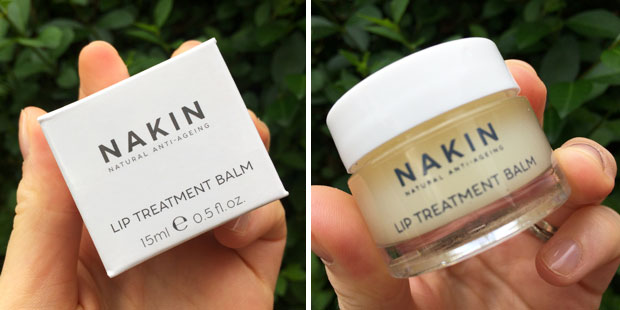 NAKIN
NATURAL ANTI-AGEING
LIP TREATMENT BALM
15ml e 0.5 fl.oz.
NAKIN
NATURAL ANTI-AGEING
LIP TREATMENT BALM